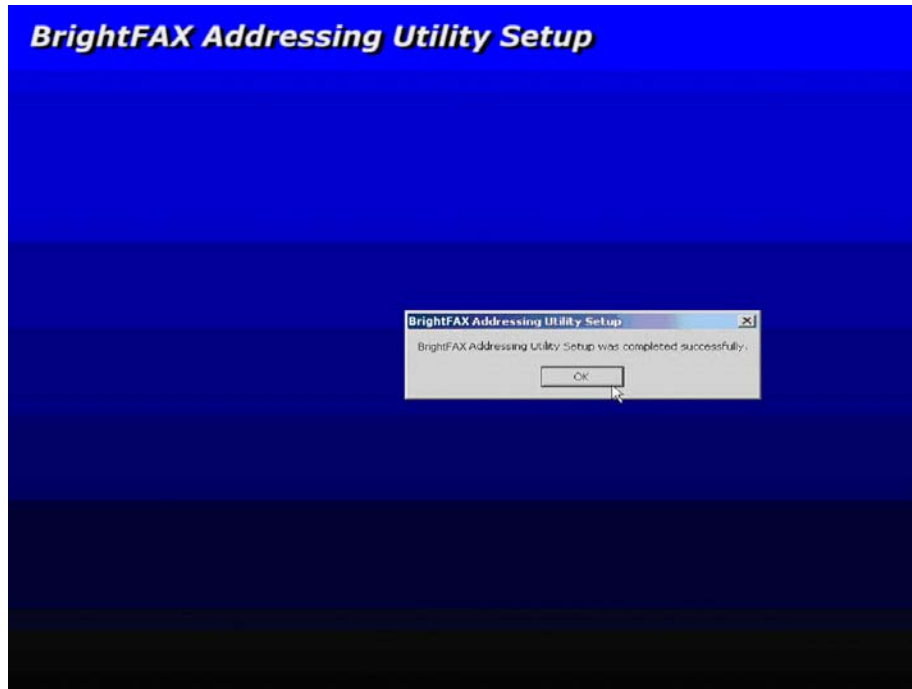 BrightFAX Addressing Utility Setup
BrightFAX Addressing Utility Setup
BrightFAX Addressing Utility Setup was completed successfully.
OK